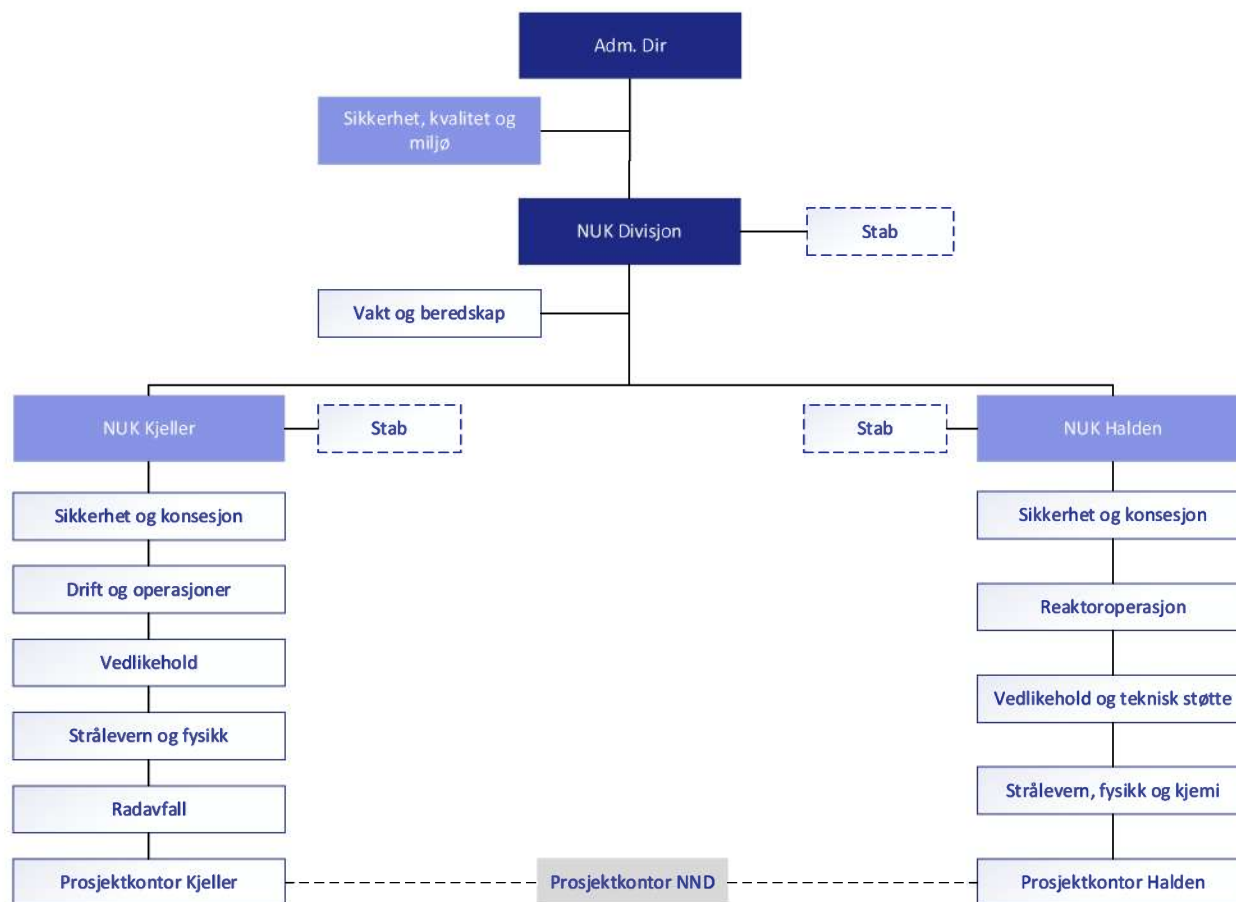 Adm. Dir
Sikkerhet, kvalitet og
miljø
NUK Divisjon
Stab
Vakt og beredskap
NUK Kjeller
Stab
Stab
NUK Halden
Sikkerhet og konsesjon
Sikkerhet og konsesjon
Drift og operasjoner
Reaktoroperasjon
Vedlikehold
Vedlikehold og teknisk støtte
Strålevern og fysikk
Strålevern, fysikk og kjemi
Radavfall
Prosjektkontor Kjeller
Prosjektkontor NND
Prosjektkontor Halden